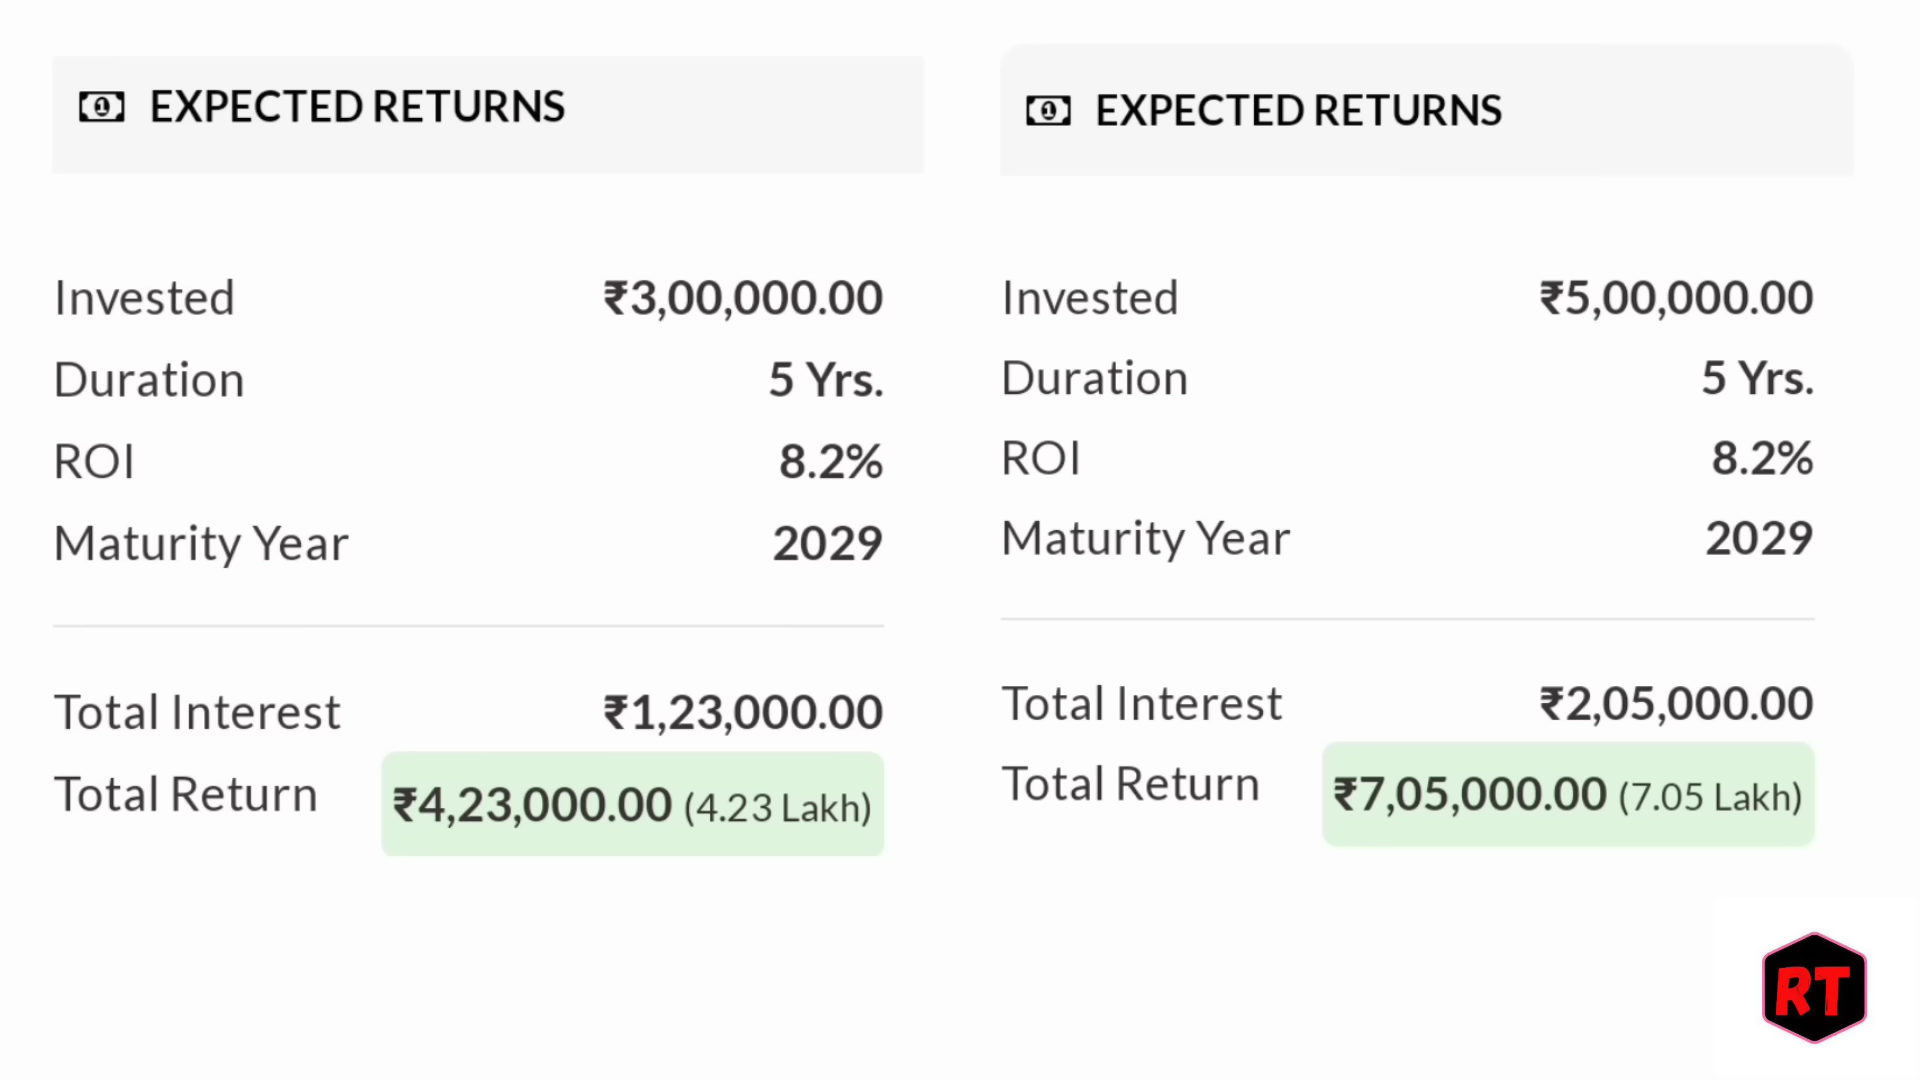 EXPECTED RETURNS
Invested ₹3,00,000.00
Duration 5 Yrs.
ROI 8.2%
Maturity Year 2029
Total Interest ₹1,23,000.00
Total Return ₹4,23,000.00 (4.23 Lakh)
EXPECTED RETURNS
Invested ₹5,00,000.00
Duration 5 Yrs.
ROI 8.2%
Maturity Year 2029
Total Interest ₹2,05,000.00
Total Return ₹7,05,000.00 (7.05 Lakh)
RT